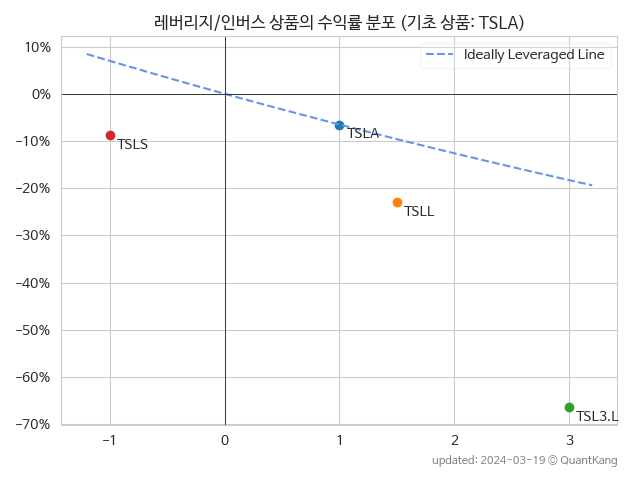 레버리지/인버스 상품의 수익률 분포 (기초 상품: TSLA)
10%
Ideally Leveraged Line
0%
TSLA
−10%
TSLS
−20%
TSLL
−30%
−40%
−50%
−60%
−70%
TSL3.L
−1
0
1
2
3
updated: 2024-03-19 © QuantKang